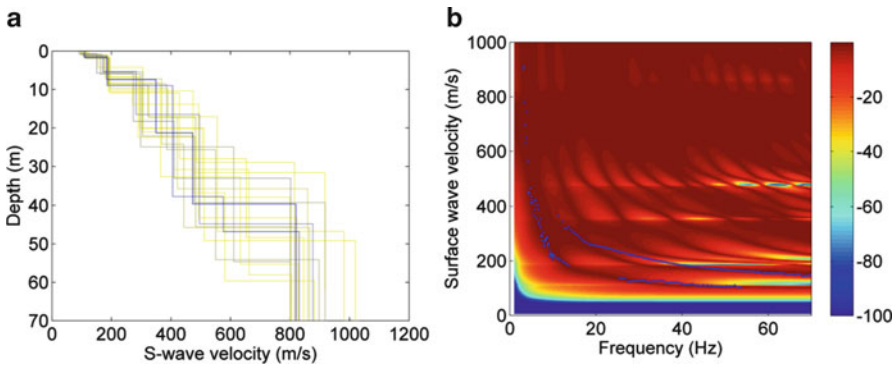 a
0
10
20
30
40
50
60
70
Depth (m)
0 200 400 600 800 1000 1200
S-wave velocity (m/s)
b
1000
800
600
400
200
0
Surface wave velocity (m/s)
0 20 40 60
Frequency (Hz)
-20
-40
-60
-80
-100